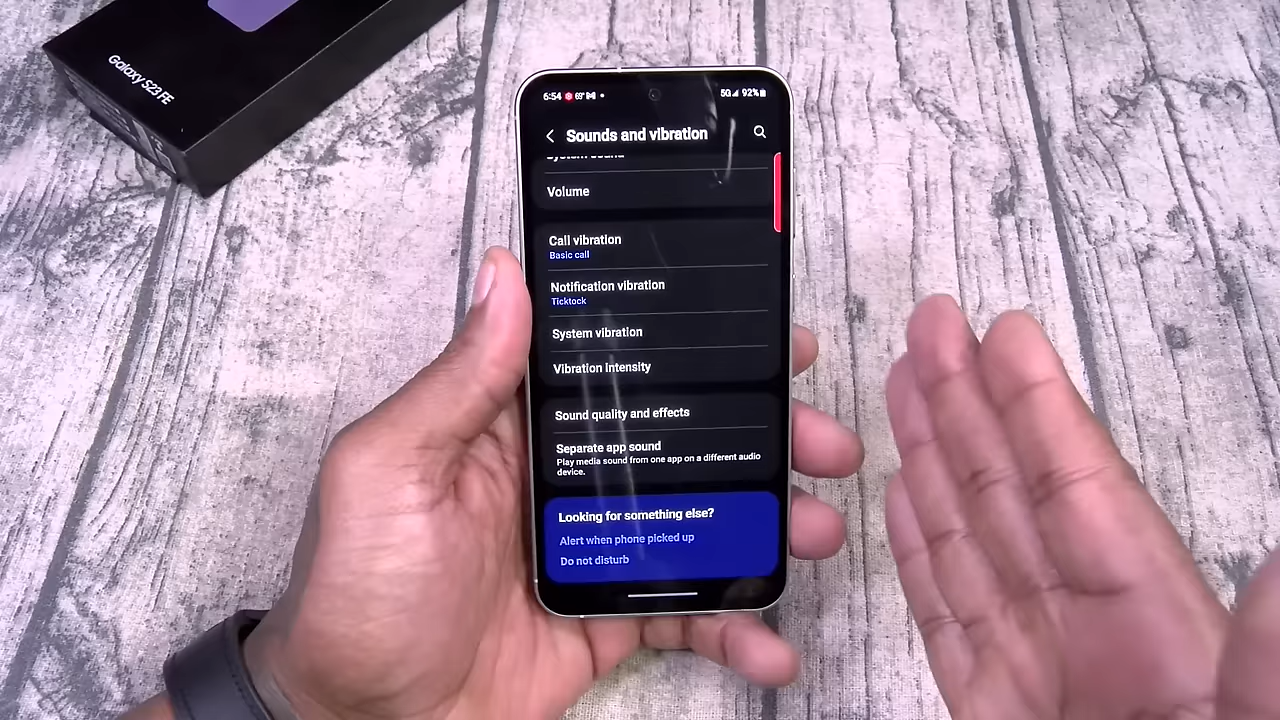 Galaxy S23 FE
6:54 69° 5G 92%
Sounds and vibration
Volume
Call vibration
Basic call
Notification vibration
Ticktock
System vibration
Vibration intensity
Sound quality and effects
Separate app sound
Play media sound from one app on a different audio
device.
Looking for something else?
Alert when phone picked up
Do not disturb